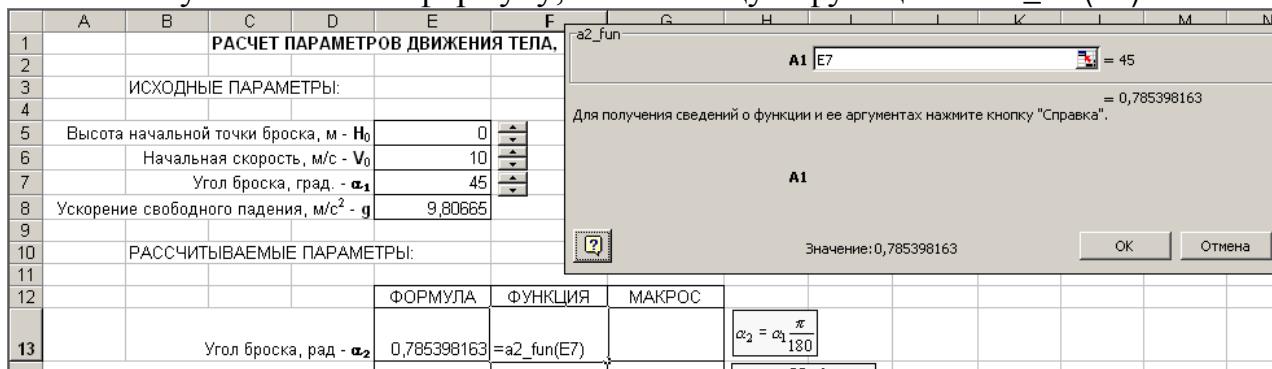 A B C D E F G H I J K L M N
1 РАСЧЕТ ПАРАМЕТРОВ ДВИЖЕНИЯ ТЕЛА,
2
3 ИСХОДНЫЕ ПАРАМЕТРЫ:
4
5 Высота начальной точки броска, м - H₀ 0
6 Начальная скорость, м/с - V₀ 10
7 Угол броска, град. - α₁ 45
8 Ускорение свободного падения, м/с² - g 9,80665
9
10 РАССЧИТЫВАЕМЫЕ ПАРАМЕТРЫ:
11
12 ФОРМУЛА ФУНКЦИЯ МАКРОС
13 Угол броска, рад - α₂ 0,785398163 =a2_fun(E7) α₂ = α₁ π/180
a2_fun
A1 E7 = 45
= 0,785398163
Для получения сведений о функции и ее аргументах нажмите кнопку "Справка".
A1
Значение:0,785398163 OK Отмена